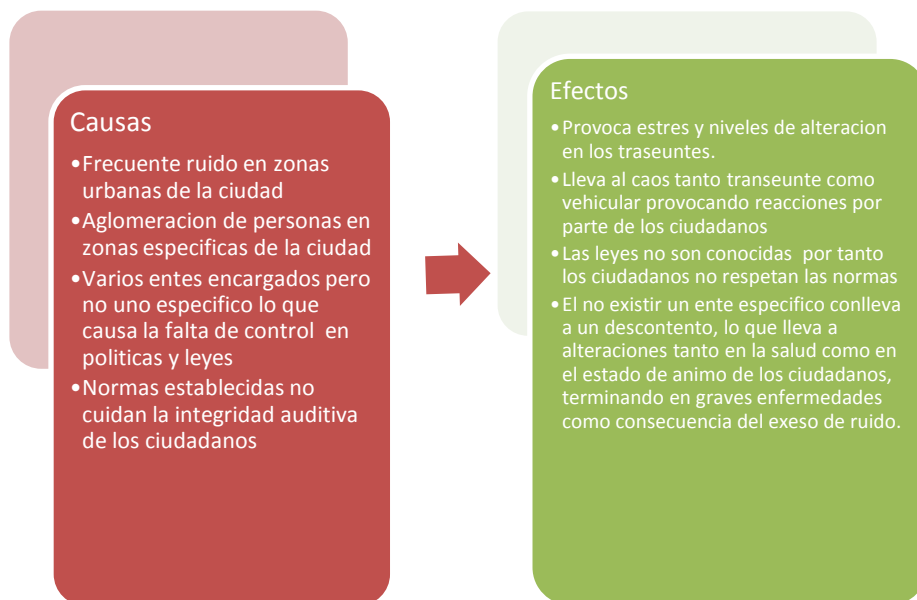 Causas
•Frecuente ruido en zonas
urbanas de la ciudad
•Aglomeracion de personas en
zonas especificas de la ciudad
•Varios entes encargados pero
no uno especifico lo que
causa la falta de control en
politicas y leyes
•Normas establecidas no
cuidan la integridad auditiva
de los ciudadanos
Efectos
•Provoca estres y niveles de alteracion
en los traseuntes.
•Lleva al caos tanto transeunte como
vehicular provocando reacciones por
parte de los ciudadanos
•Las leyes no son conocidas por tanto
los ciudadanos no respetan las normas
•El no existir un ente especifico conlleva
a un descontento, lo que lleva a
alteraciones tanto en la salud como en
el estado de animo de los ciudadanos,
terminando en graves enfermedades
como consecuencia del exeso de ruido.